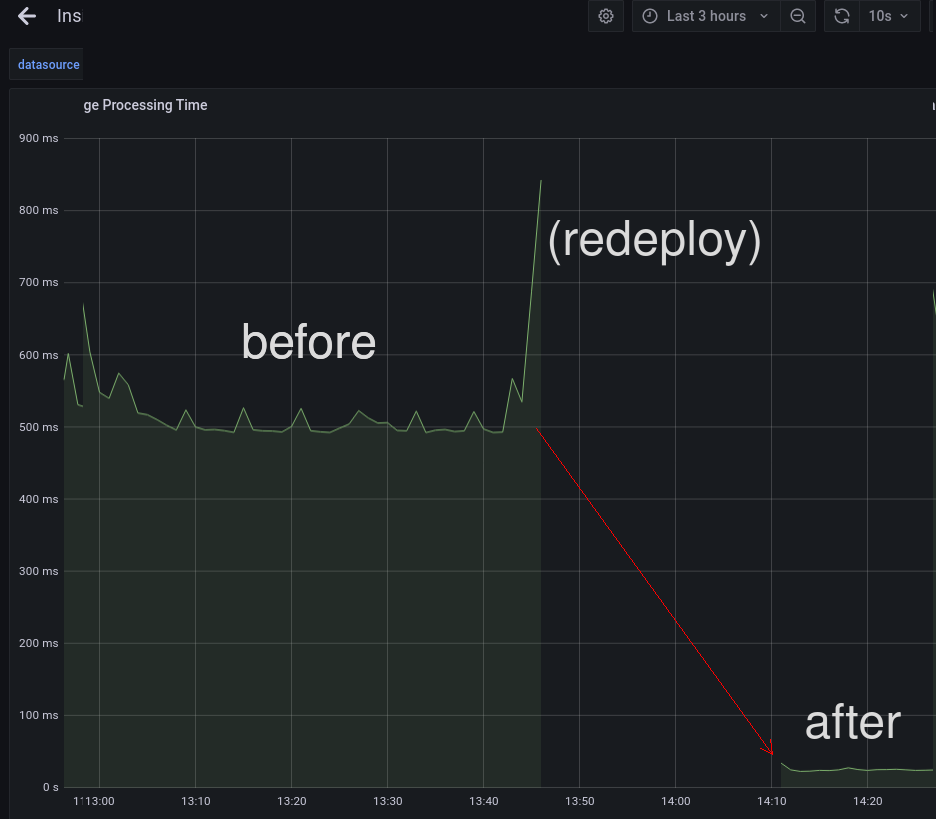 Ins
Last 3 hours
10s
datasource
ge Processing Time
900 ms
800 ms
(redeploy)
700 ms
600 ms
before
500 ms
400 ms
300 ms
200 ms
100 ms
after
0 s
13:00 13:10 13:20 13:30 13:40 13:50 14:00 14:10 14:20